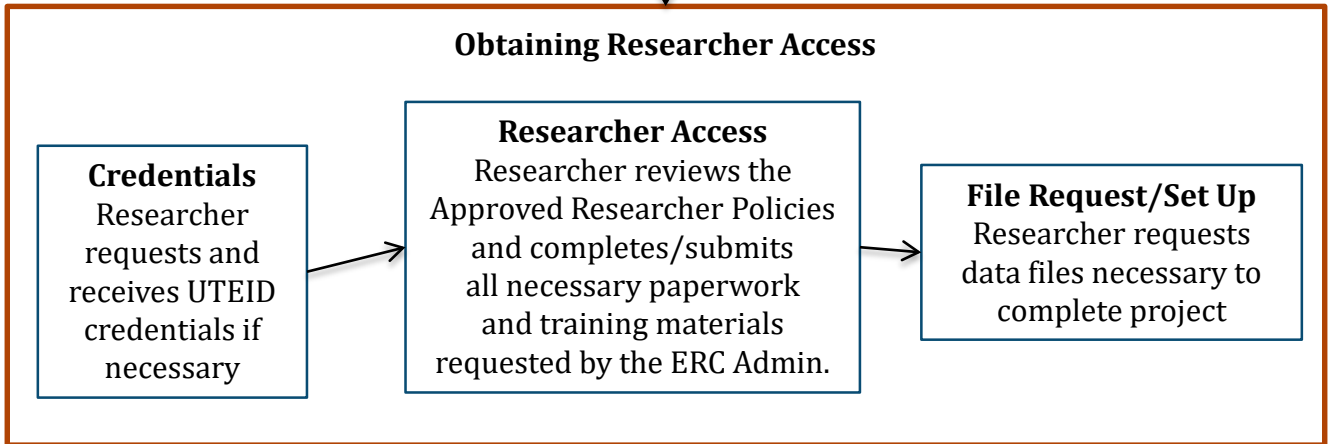 Obtaining Researcher Access
Credentials
Researcher
requests and
receives UTEID
credentials if
necessary
Researcher Access
Researcher reviews the
Approved Researcher Policies
and completes/submits
all necessary paperwork
and training materials
requested by the ERC Admin.
File Request/Set Up
Researcher requests
data files necessary to
complete project